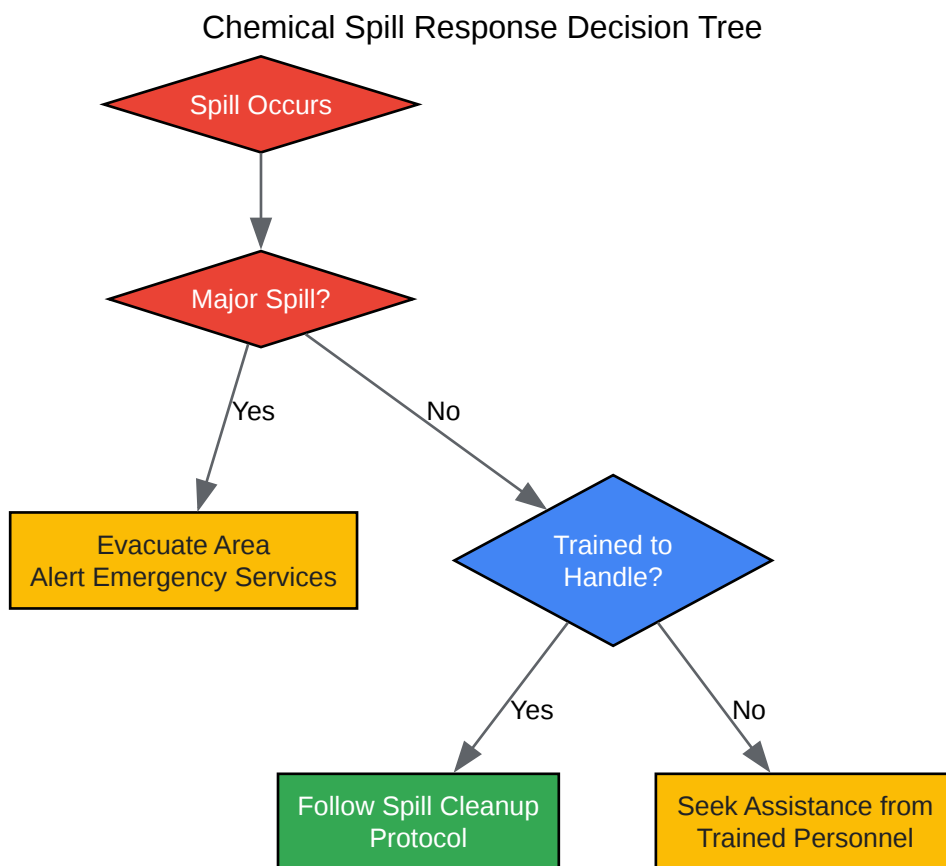 Chemical Spill Response Decision Tree
Spill Occurs
Major Spill?
Yes
No
Evacuate Area
Alert Emergency Services
Trained to
Handle?
Yes
No
Follow Spill Cleanup
Protocol
Seek Assistance from
Trained Personnel